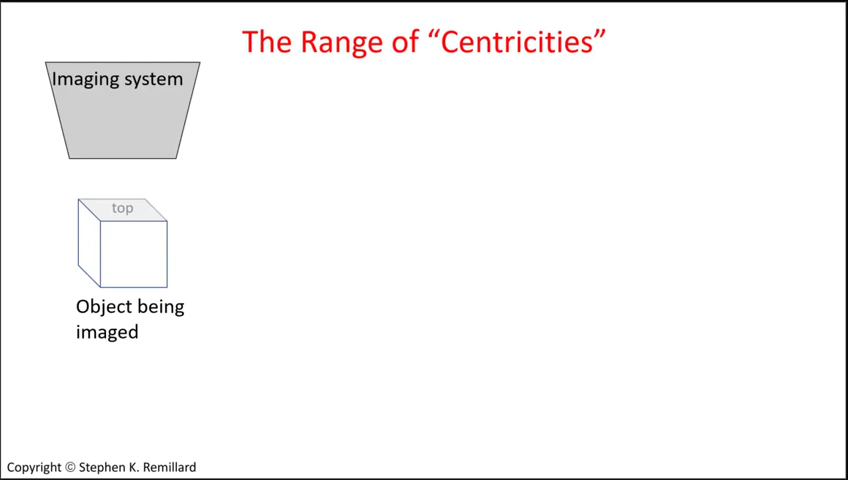 The Range of “Centricities”
Imaging system
top
Object being
imaged
Copyright © Stephen K. Remillard